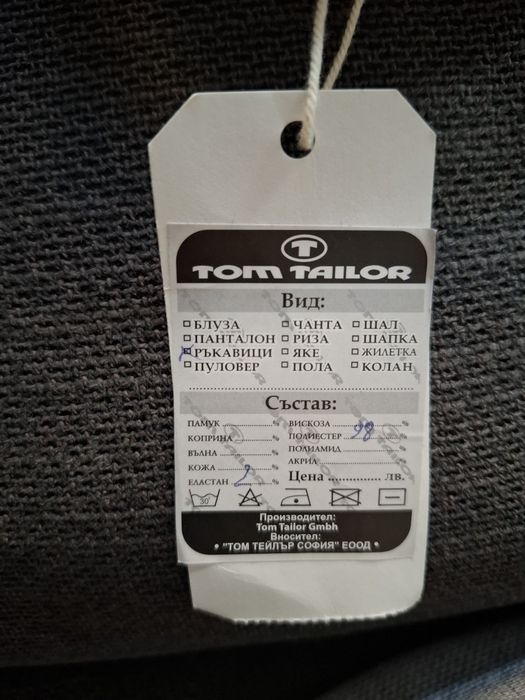 TOM TAILOR
Вид:
БЛУЗА ЧАНТА ШАЛ
ПАНТАЛОН РИЗА ШАПКА
РЪКАВИЦИ ЯКЕ ЖИЛЕТКА
ПУЛОВЕР ПОЛА КОЛАН
Състав:
ПАМУК % ВИСКОЗА %
КОПРИНА % ПОЛИЕСТЕР 98 %
ВЪЛНА % ПОЛИАМИД %
КОЖА % АКРИЛ %
ЕЛАСТАН 2 % Цена ............... лв.
30°
Производител:
Tom Tailor Gmbh
Вносител:
• "ТОМ ТЕЙЛЪР СОФИЯ" ЕООД •